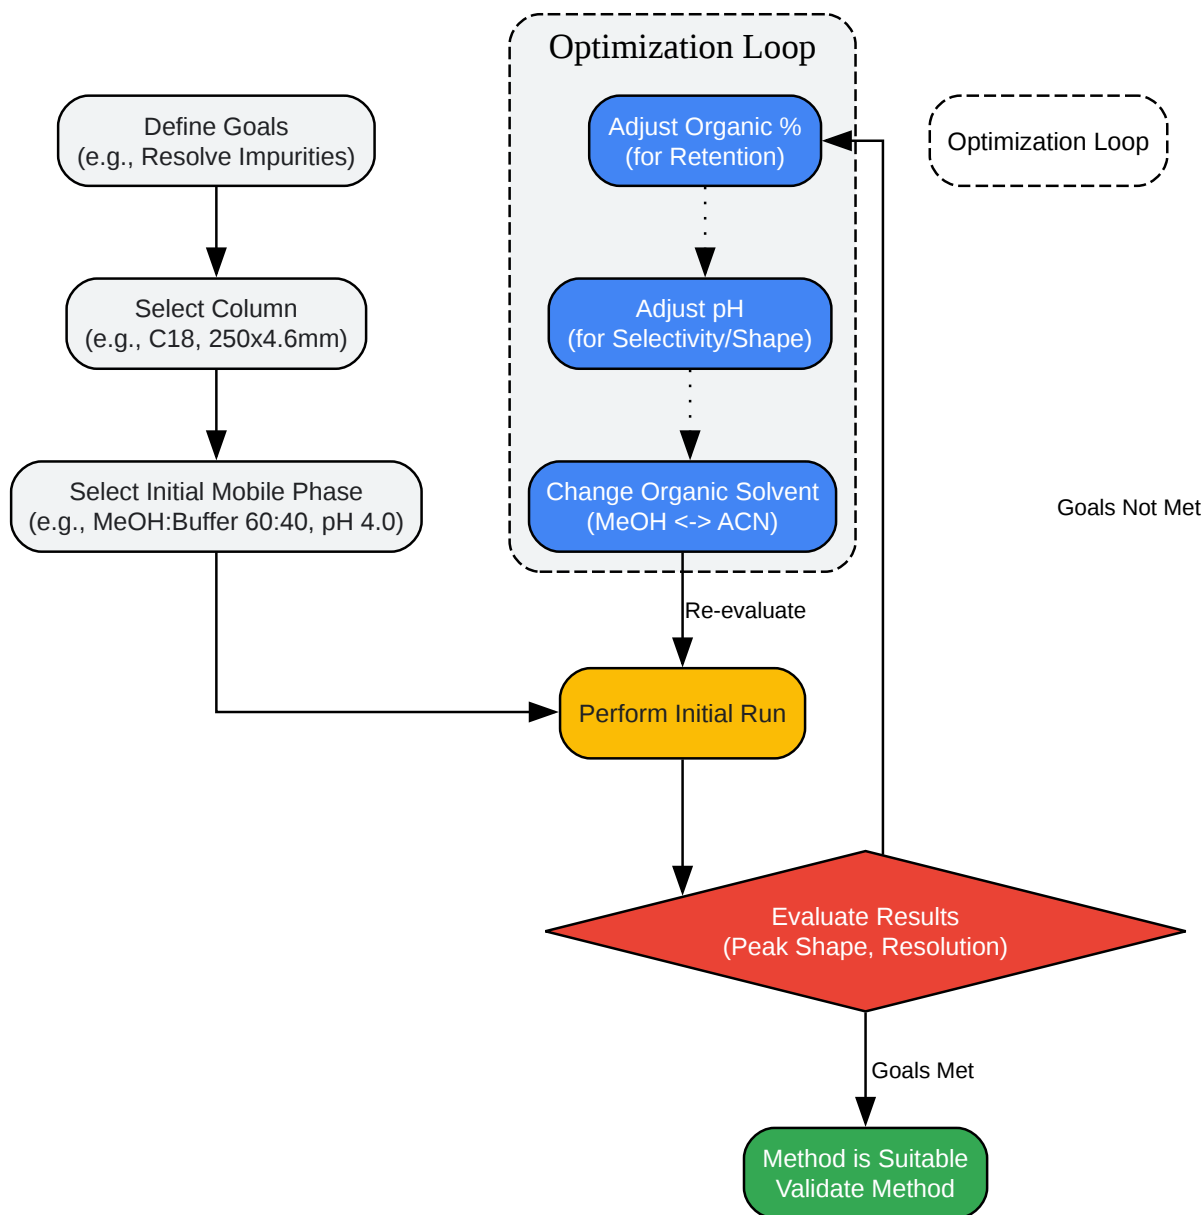 Optimization Loop
Define Goals
(e.g., Resolve Impurities)
Adjust Organic %
(for Retention)
Optimization Loop
Select Column
(e.g., C18, 250x4.6mm)
Adjust pH
(for Selectivity/Shape)
Select Initial Mobile Phase
(e.g., MeOH:Buffer 60:40, pH 4.0)
Change Organic Solvent
(MeOH <-> ACN)
Goals Not Met
Re-evaluate
Perform Initial Run
Evaluate Results
(Peak Shape, Resolution)
Goals Met
Method is Suitable
Validate Method